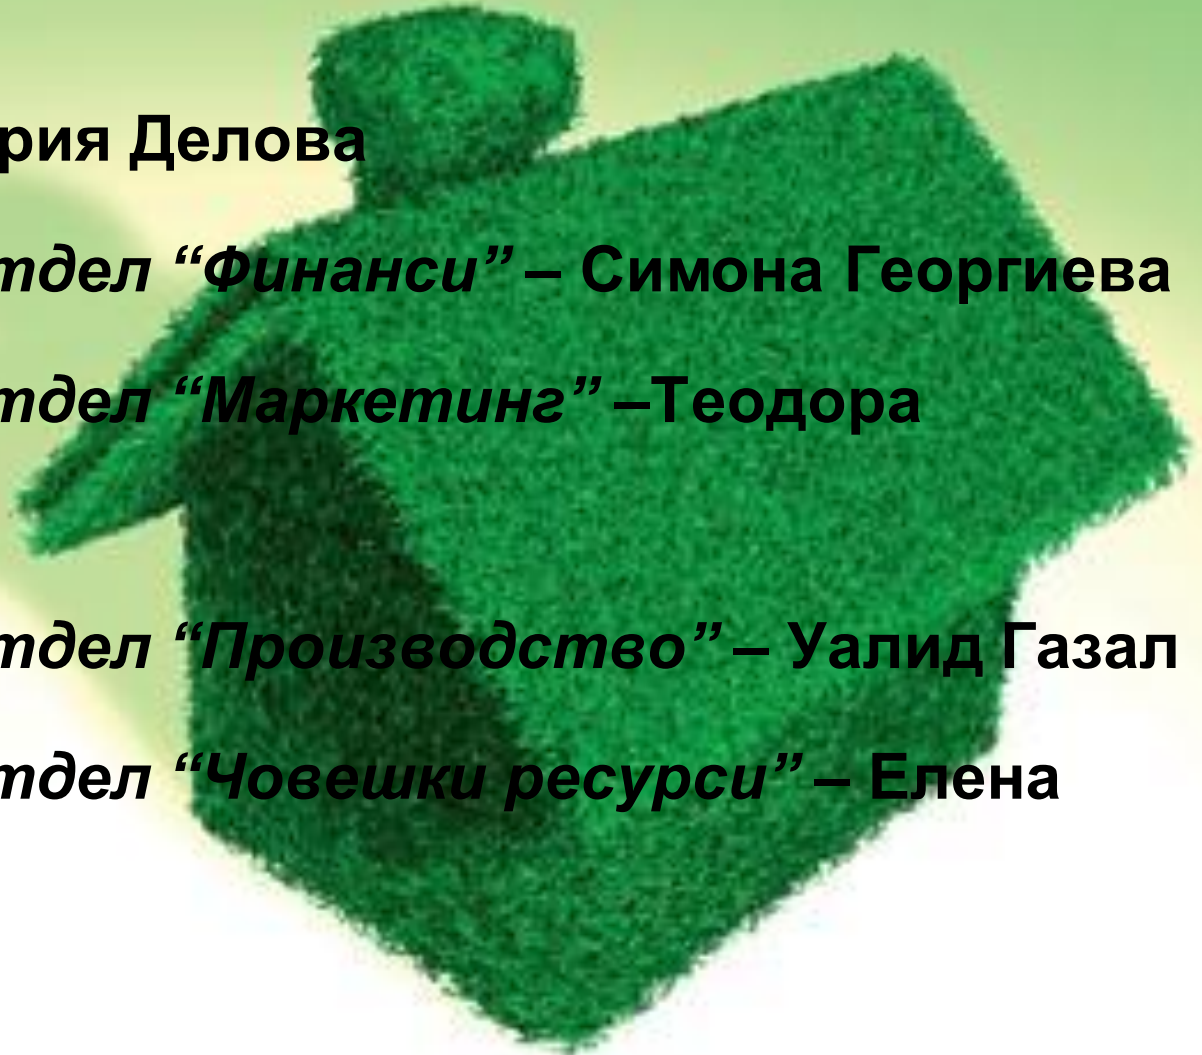 рия Делова
тдел “Финанси” – Симона Георгиева
тдел “Маркетинг” –Теодора
тдел “Производство” – Уалид Газал
тдел “Човешки ресурси” – Елена